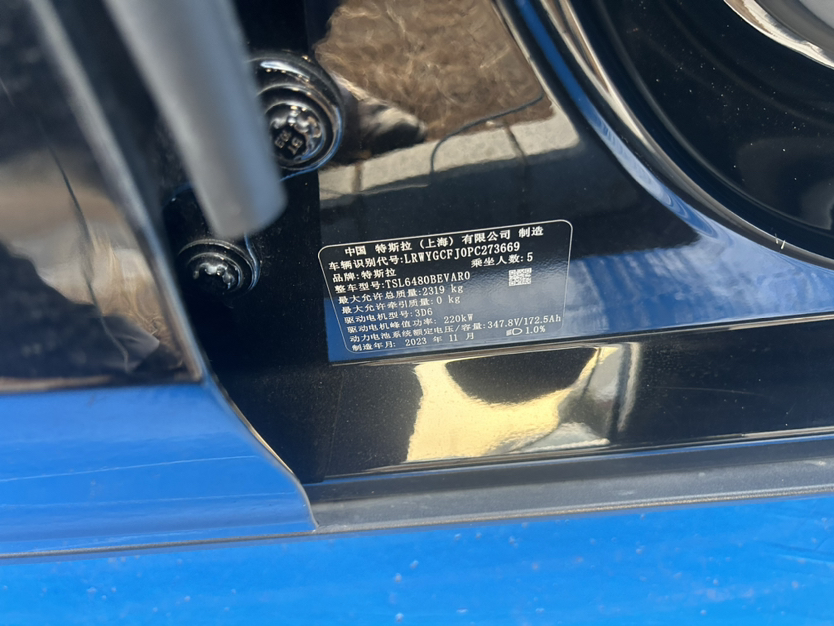 中国 特斯拉（上海）有限公司 制造
车辆识别代号:LRWYGCFJ0PC273669
品牌:特斯拉 乘坐人数:5
整车型号:TSL6480BEVAR0
最大允许总质量:2319 kg
最大允许牵引质量:0 kg
驱动电机型号:3D6
驱动电机峰值功率: 220kW
动力电池系统额定电压/容量:347.8V/172.5Ah
制造年月: 2023 年 11 月 1.0%